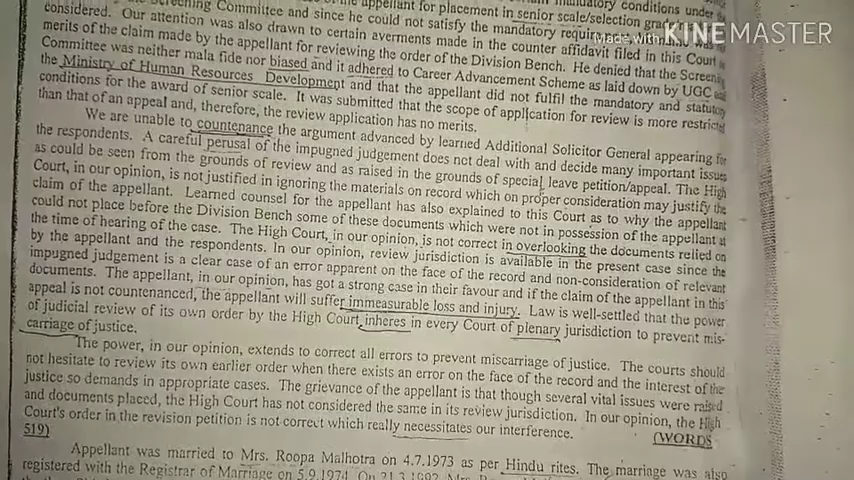 the appellant for placement in senior scale/selection
Screening Committee and since he could not satisfy the mandatory
considered. Our attention was also drawn to certain averments made in the counter affidavit filed in this Court
merits of the claim made by the appellant for reviewing the order of the Division Bench. He denied that the Screening
Committee was neither mala fide nor biased and it adhered to Career Advancement Scheme as laid down by UGC and
the Ministry of Human Resources Development and that the appellant did not fulfil the mandatory and statutory
conditions for the award of senior scale. It was submitted that the scope of application for review is more restricted
than that of an appeal and, therefore, the review application has no merits.
We are unable to countenance the argument advanced by learned Additional Solicitor General appearing for
the respondents. A careful perusal of the impugned judgement does not deal with and decide many important issues
as could be seen from the grounds of review and as raised in the grounds of special leave petition/appeal. The High
Court, in our opinion, is not justified in ignoring the materials on record which on proper consideration may justify the
claim of the appellant. Learned counsel for the appellant has also explained to this Court as to why the appellant
could not place before the Division Bench some of these documents which were not in possession of the appellant at
the time of hearing of the case. The High Court, in our opinion, is not correct in overlooking the documents relied on
by the appellant and the respondents. In our opinion, review jurisdiction is available in the present case since the
impugned judgement is a clear case of an error apparent on the face of the record and non-consideration of relevant
documents. The appellant, in our opinion, has got a strong case in their favour and if the claim of the appellant in this
appeal is not countenanced, the appellant will suffer immeasurable loss and injury. Law is well-settled that the power
of judicial review of its own order by the High Court inheres in every Court of plenary jurisdiction to prevent mis-
carriage of justice.
The power, in our opinion, extends to correct all errors to prevent miscarriage of justice. The courts should
not hesitate to review its own earlier order when there exists an error on the face of the record and the interest of the
justice so demands in appropriate cases. The grievance of the appellant is that though several vital issues were raised
and documents placed, the High Court has not considered the same in its review jurisdiction. In our opinion, the High
Court's order in the revision petition is not correct which really necessitates our interference. (WORDS
519)
Appellant was married to Mrs. Roopa Malhotra on 4.7.1973 as per Hindu rites. The marriage was also
registered with the Registrar of Marriage on 5.9.1974.
Made with KINEMASTER